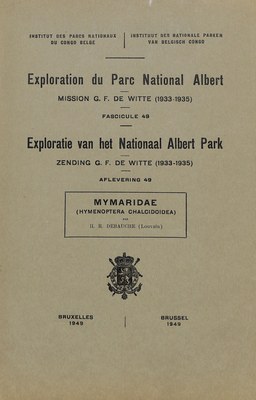 INSTITUT DES PARCS NATIONAUX
DU CONGO BELGE
INSTITUUT DER NATIONALE PARKEN
VAN BELGISCH CONGO
Exploration du Parc National Albert
MISSION G. F. DE WITTE (1933-1935)
FASCICULE 49
Exploratie van het Nationaal Albert Park
ZENDING G. F. DE WITTE (1933-1935)
AFLEVERING 49
MYMARIDAE
(HYMENOPTERA CHALCIDOIDEA)
PAR
H. R. DEBAUCHE (Louvain)
BRUXELLES
1949
BRUSSEL
1949